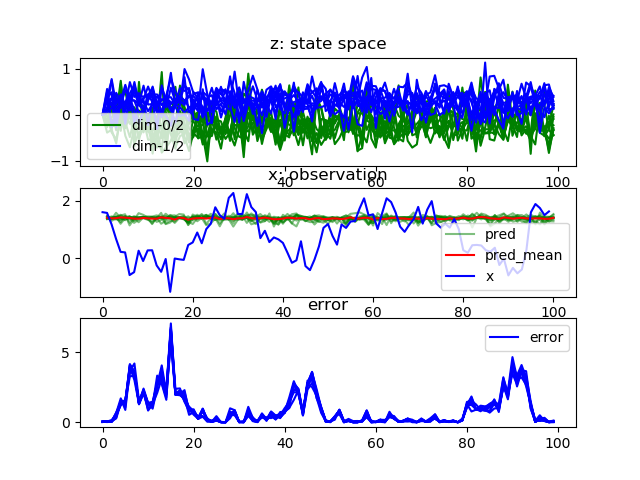 z: state space
1
0
−1
dim-0/2
dim-1/2
0
20
40
60
80
100
x: observation
2
0
pred
pred_mean
x
0
20
40
60
80
100
error
5
0
error
0
20
40
60
80
100